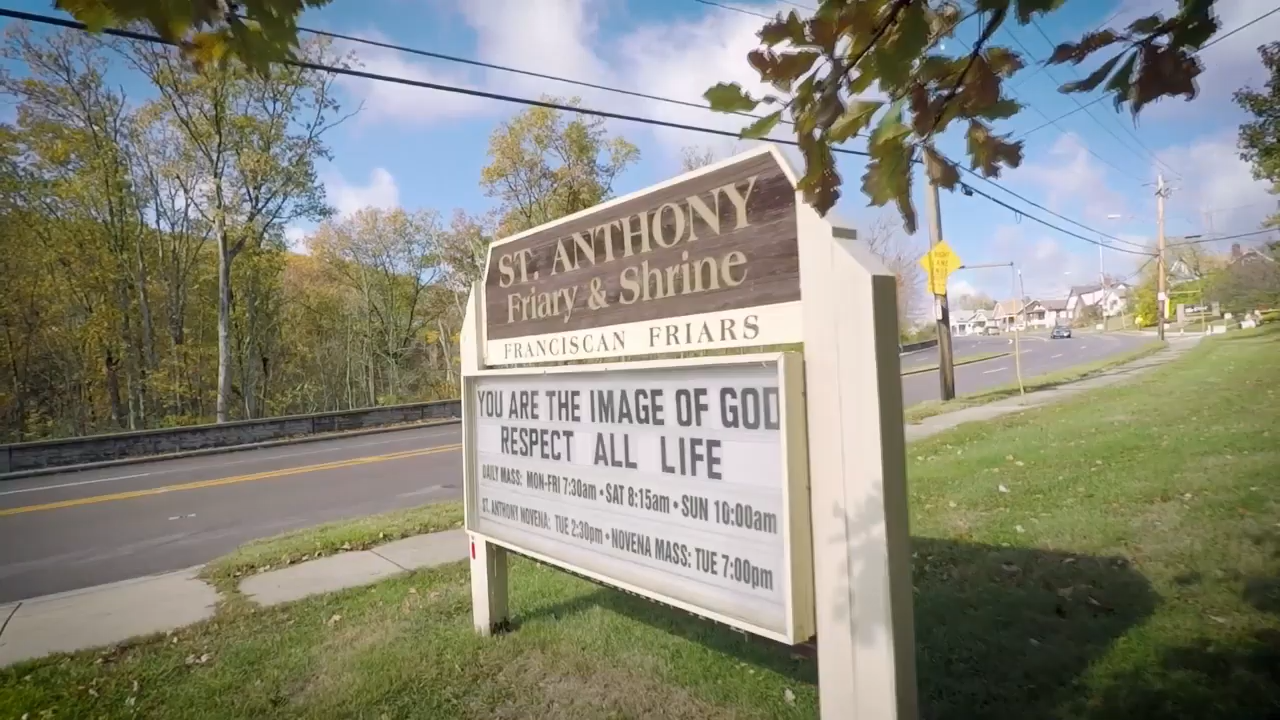 ST. ANTHONY
Friary & Shrine
FRANCISCAN FRIARS
YOU ARE THE IMAGE OF GOD
RESPECT ALL LIFE
DAILY MASS: MON-FRI 7:30am • SAT 8:15am • SUN 10:00am
ST. ANTHONY NOVENA: TUE 2:30pm • NOVENA MASS: TUE 7:00pm